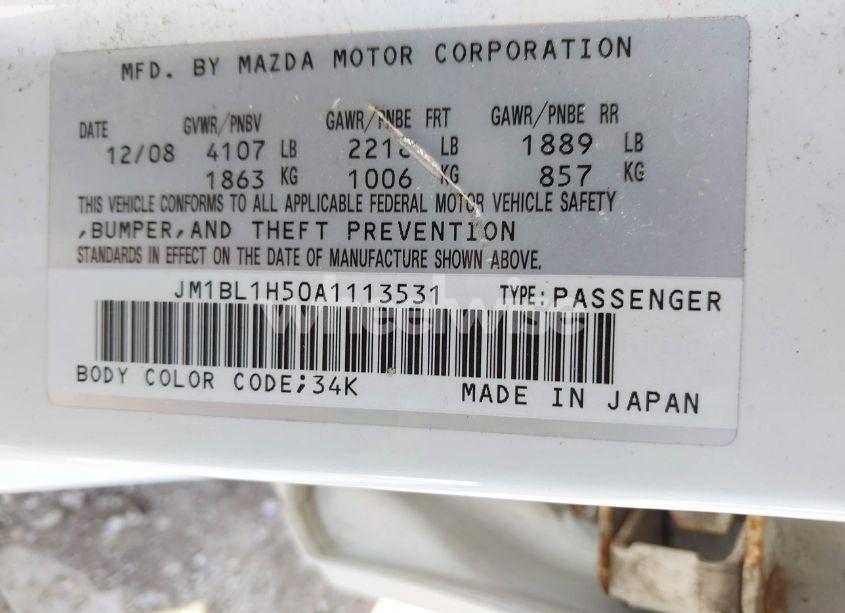 MFD. BY MAZDA MOTOR CORPORATION
DATE GVWR/PNBV GAWR/PNBE FRT GAWR/PNBE RR
12/08 4107 LB 2218 LB 1889 LB
1863 KG 1006 KG 857 KG
THIS VEHICLE CONFORMS TO ALL APPLICABLE FEDERAL MOTOR VEHICLE SAFETY
,BUMPER,AND THEFT PREVENTION
STANDARDS IN EFFECT ON THE DATE OF MANUFACTURE SHOWN ABOVE.
JM1BL1H50A1113531 TYPE: PASSENGER
wheelwise
BODY COLOR CODE;34K MADE IN JAPAN